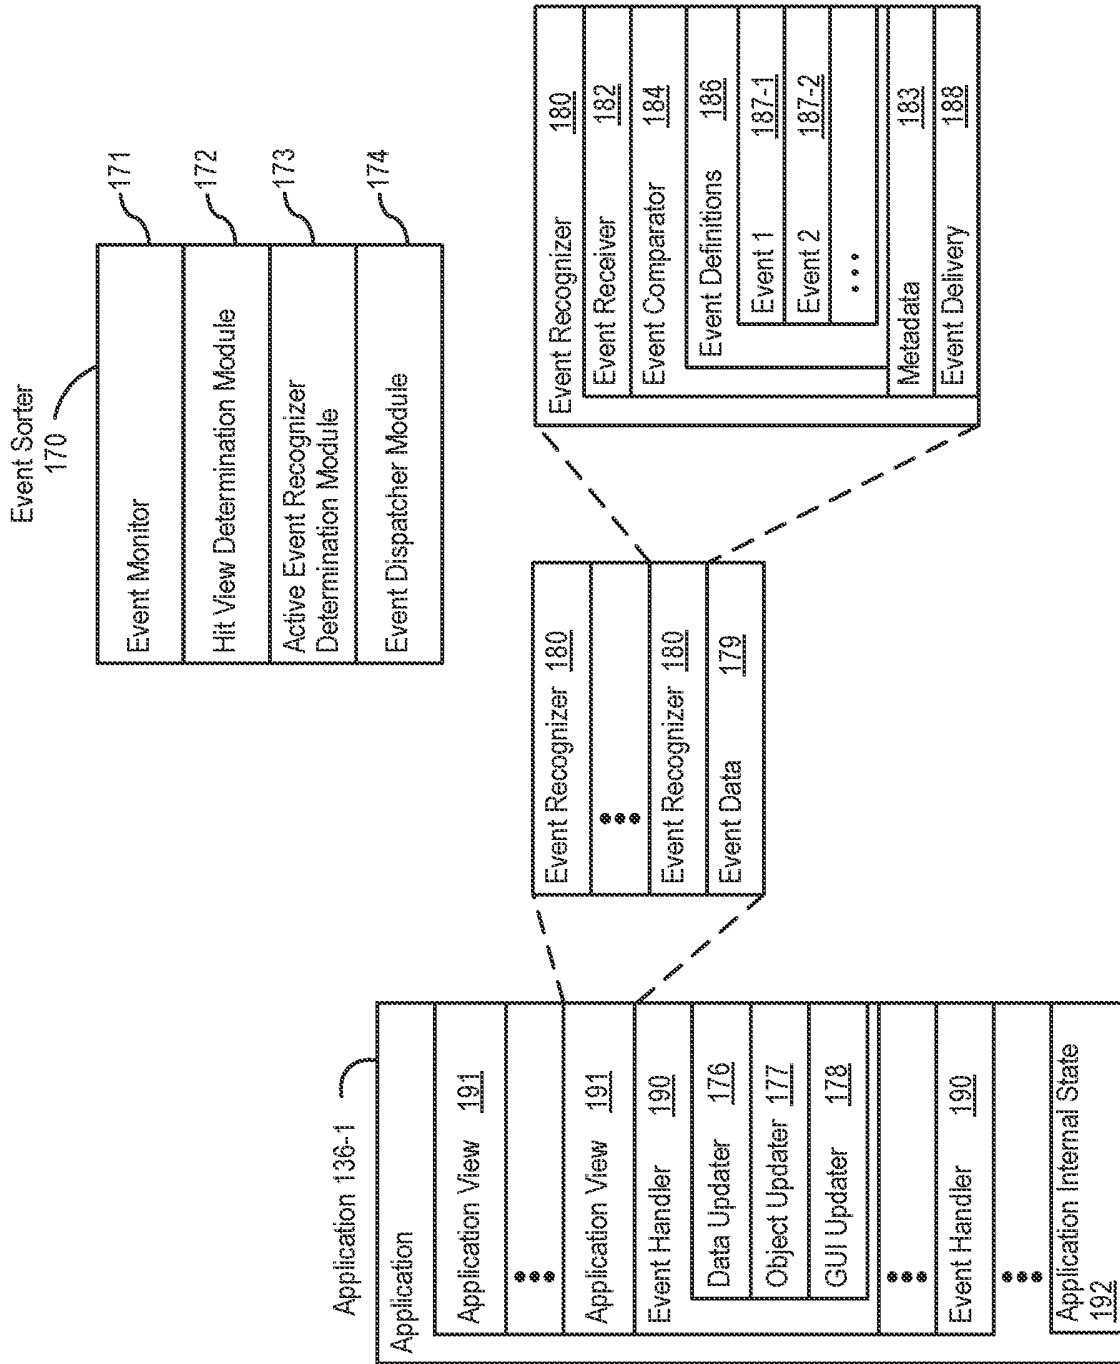 Event Sorter
170
Event Monitor
171
Hit View Determination Module
172
Active Event Recognizer
Determination Module
173
Event Dispatcher Module
174
Application 136-1
Application
Application View 191
•••
Application View 191
Event Handler 190
Data Updater 176
Object Updater 177
GUI Updater 178
•••
Event Handler 190
•••
Application Internal State
192
Event Recognizer 180
•••
Event Recognizer 180
Event Data 179
Event Recognizer 180
Event Receiver 182
Event Comparator 184
Event Definitions 186
Event 1 187-1
Event 2 187-2
•••
Metadata 183
Event Delivery 188